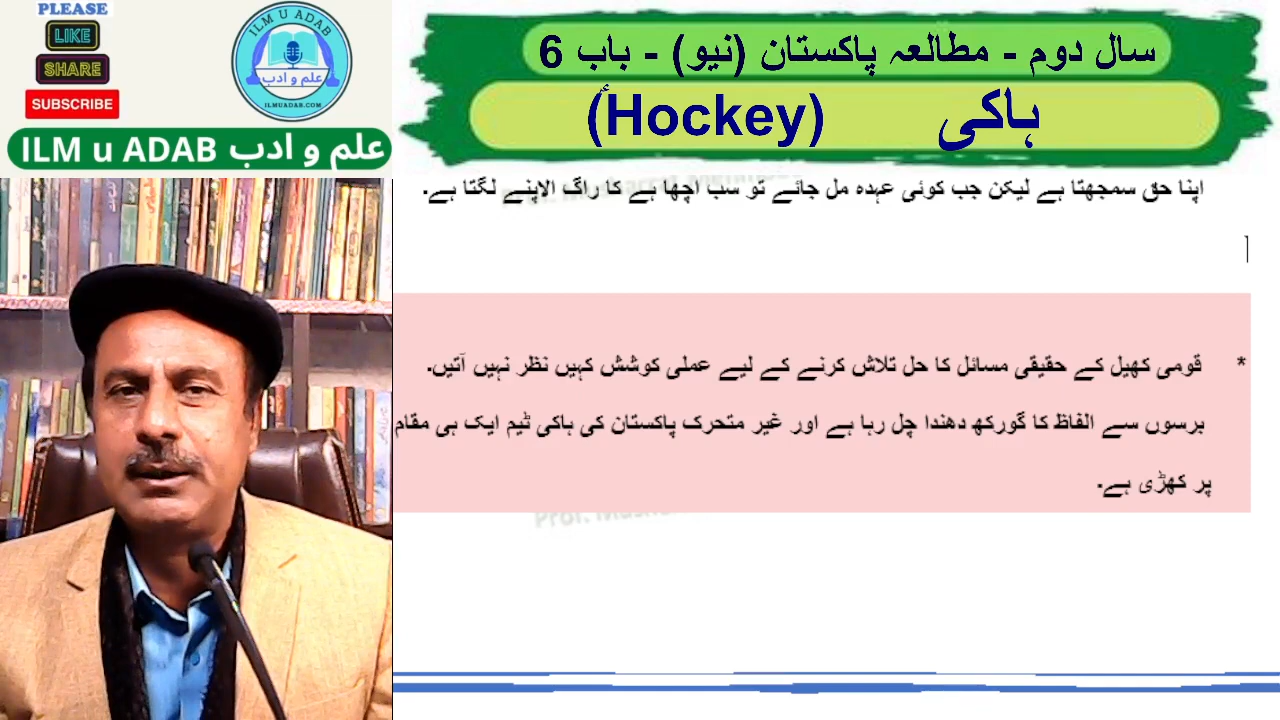 PLEASE
LIKE
SHARE
SUBSCRIBE
ILM U ADAB
علم و ادب
ILMUADAB.COM
ILM u ADAB علم و ادب
سال دوم - مطالعہ پاکستان (نیو) - باب 6
ہاکی (Hockey)
اپنا حق سمجھتا ہے لیکن جب کوئی عہدہ مل جائے تو سب اچھا ہے کا راگ الاپنے لگتا ہے۔
* قومی کھیل کے حقیقی مسائل کا حل تلاش کرنے کے لیے عملی کوشش کہیں نظر نہیں آتیں۔
برسوں سے الفاظ کا گورکھ دھندا چل رہا ہے اور غیر متحرک پاکستان کی ہاکی ٹیم ایک ہی مقام
پر کھڑی ہے۔